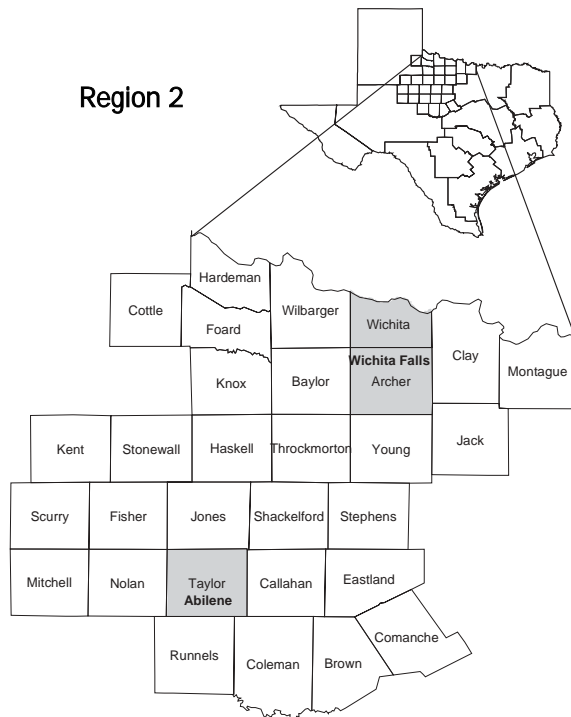 Region 2
Hardeman
Cottle
Wilbarger
Foard
Wichita
Clay
Wichita Falls
Montague
Knox
Baylor
Archer
Kent
Stonewall
Haskell
Throckmorton
Young
Jack
Scurry
Fisher
Jones
Shackelford
Stephens
Mitchell
Nolan
Taylor
Callahan
Eastland
Abilene
Comanche
Runnels
Coleman
Brown